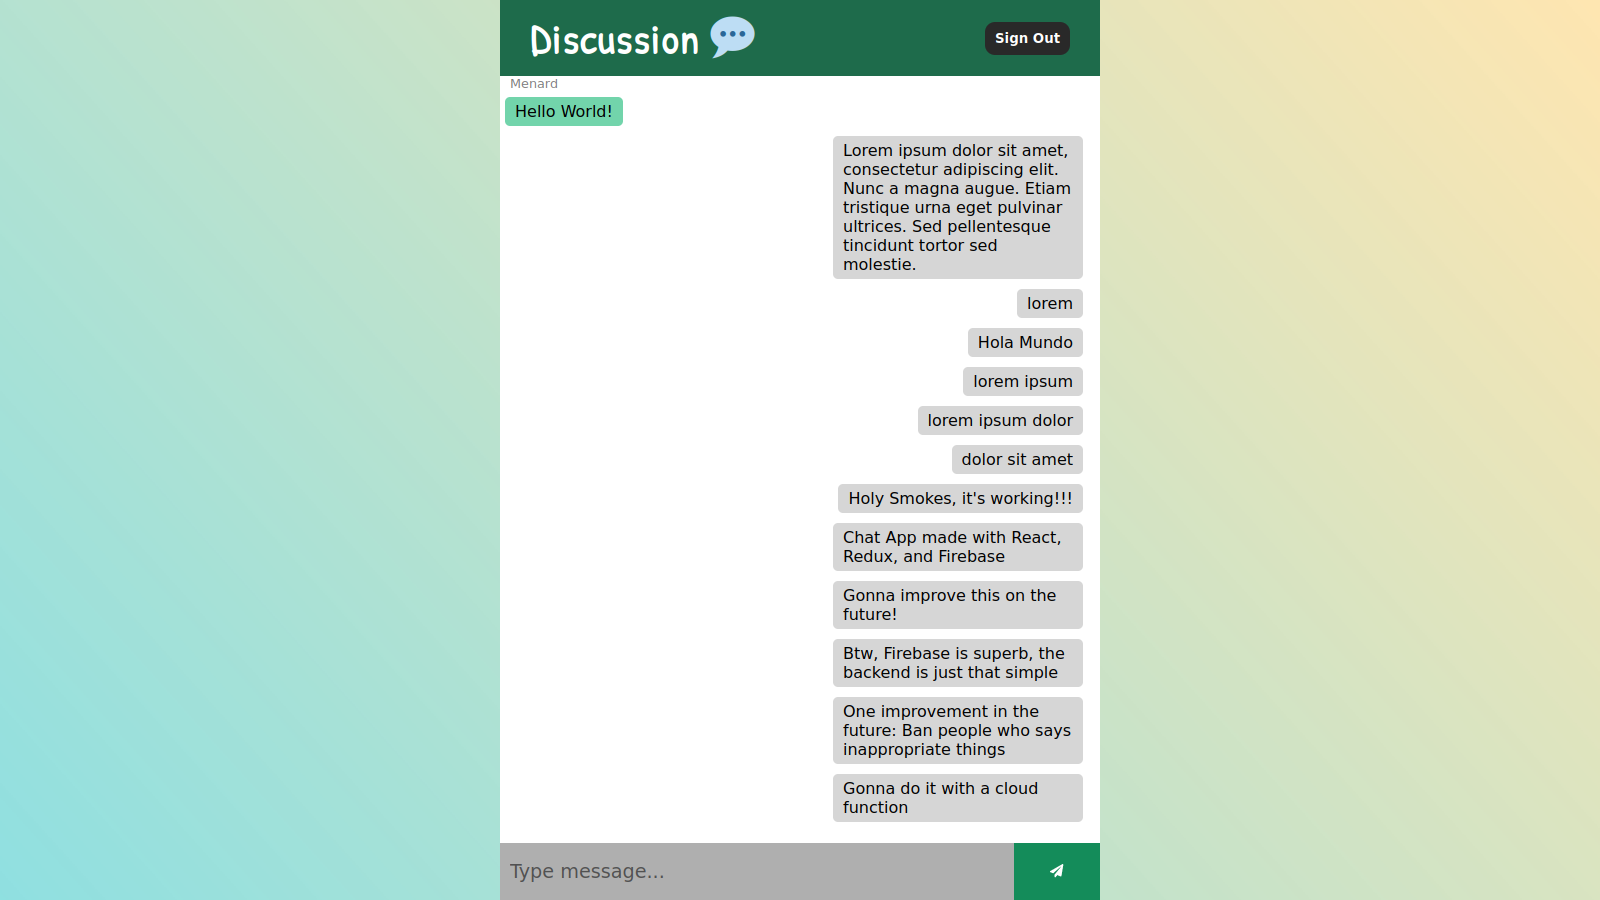 Discussion
Sign Out
Menard
Hello World!
Lorem ipsum dolor sit amet,
consectetur adipiscing elit.
Nunc a magna augue. Etiam
tristique urna eget pulvinar
ultrices. Sed pellentesque
tincidunt tortor sed
molestie.
lorem
Hola Mundo
lorem ipsum
lorem ipsum dolor
dolor sit amet
Holy Smokes, it's working!!!
Chat App made with React,
Redux, and Firebase
Gonna improve this on the
future!
Btw, Firebase is superb, the
backend is just that simple
One improvement in the
future: Ban people who says
inappropriate things
Gonna do it with a cloud
function
Type message...